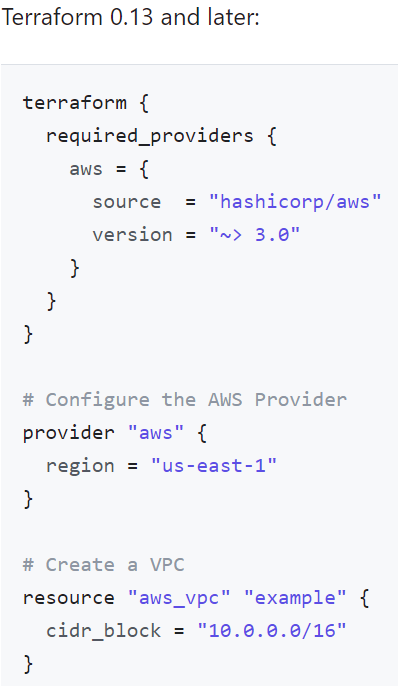 Terraform 0.13 and later:
terraform {
  required_providers {
    aws = {
      source  = "hashicorp/aws"
      version = "~> 3.0"
    }
  }
}
# Configure the AWS Provider
provider "aws" {
  region = "us-east-1"
}
# Create a VPC
resource "aws_vpc" "example" {
  cidr_block = "10.0.0.0/16"
}